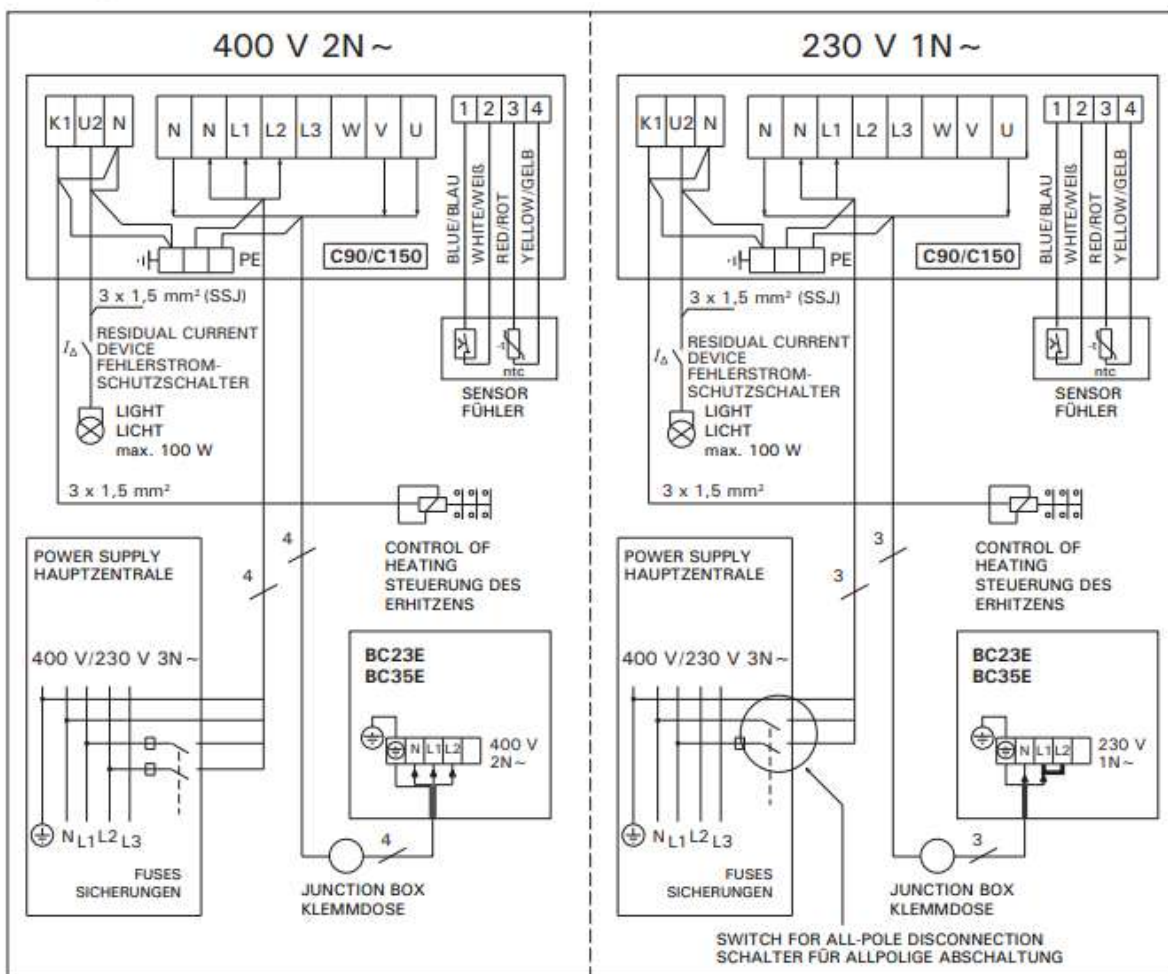 400 V 2N~
K1 U2 N
N N L1 L2 L3 W V U
1 2 3 4
BLUE/BLAU
WHITE/WEIß
RED/ROT
YELLOW/GELB
PE
C90/C150
3 x 1,5 mm² (SSJ)
I∆
RESIDUAL CURRENT
DEVICE
FEHLERSTROM-
SCHUTZSCHALTER
-t
ntc
SENSOR
FÜHLER
LIGHT
LICHT
max. 100 W
3 x 1,5 mm²
CONTROL OF
HEATING
STEUERUNG DES
ERHITZENS
4
4
POWER SUPPLY
HAUPTZENTRALE
400 V/230 V 3N~
N L1 L2 L3
FUSES
SICHERUNGEN
BC23E
BC35E
N L1 L2
400 V
2N~
4
JUNCTION BOX
KLEMMDOSE
230 V 1N~
K1 U2 N
N N L1 L2 L3 W V U
1 2 3 4
BLUE/BLAU
WHITE/WEIß
RED/ROT
YELLOW/GELB
PE
C90/C150
3 x 1,5 mm² (SSJ)
I∆
RESIDUAL CURRENT
DEVICE
FEHLERSTROM-
SCHUTZSCHALTER
-t
ntc
SENSOR
FÜHLER
LIGHT
LICHT
max. 100 W
3 x 1,5 mm²
CONTROL OF
HEATING
STEUERUNG DES
ERHITZENS
3
3
POWER SUPPLY
HAUPTZENTRALE
400 V/230 V 3N~
N L1 L2 L3
FUSES
SICHERUNGEN
BC23E
BC35E
N L1 L2
230 V
1N~
3
JUNCTION BOX
KLEMMDOSE
SWITCH FOR ALL-POLE DISCONNECTION
SCHALTER FÜR ALLPOLIGE ABSCHALTUNG